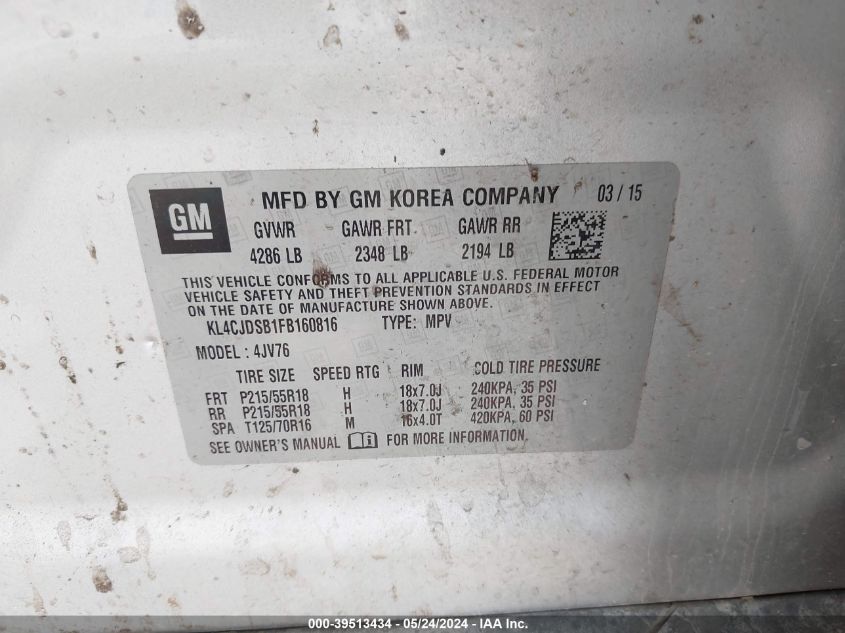 GM
MFD BY GM KOREA COMPANY 03 / 15
GVWR GAWR FRT GAWR RR
4286 LB 2348 LB 2194 LB
THIS VEHICLE CONFORMS TO ALL APPLICABLE U.S. FEDERAL MOTOR
VEHICLE SAFETY AND THEFT PREVENTION STANDARDS IN EFFECT
ON THE DATE OF MANUFACTURE SHOWN ABOVE.
KL4CJDSB1FB160816 TYPE: MPV
MODEL : 4JV76
TIRE SIZE SPEED RTG RIM COLD TIRE PRESSURE
FRT P215/55R18 H 18x7.0J 240KPA, 35 PSI
RR P215/55R18 H 18x7.0J 240KPA, 35 PSI
SPA T125/70R16 M 16x4.0T 420KPA, 60 PSI
SEE OWNER'S MANUAL FOR MORE INFORMATION.
000-39513434 - 05/24/2024 - IAA Inc.